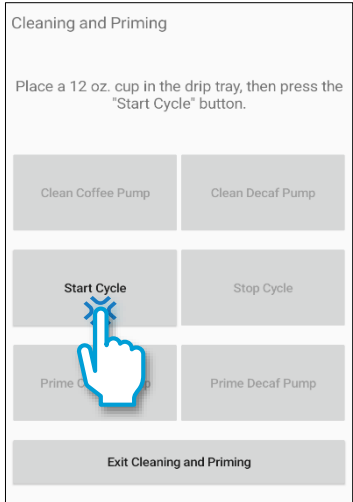 Cleaning and Priming
Place a 12 oz. cup in the drip tray, then press the
"Start Cycle" button.
Clean Coffee Pump
Clean Decaf Pump
Start Cycle
Stop Cycle
Prime
Prime Decaf Pump
Exit Cleaning and Priming